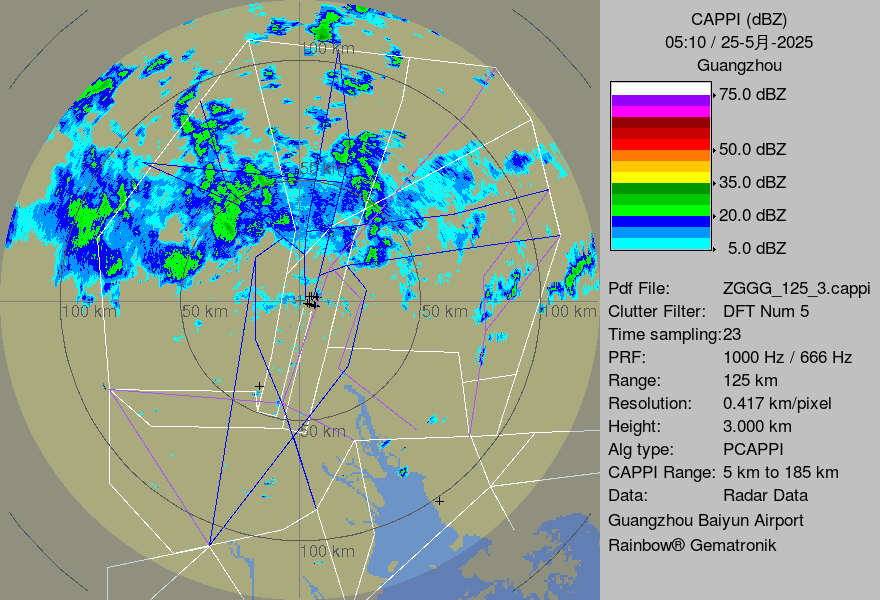 CAPPI (dBZ)
05:10 / 25-5月-2025
Guangzhou
75.0 dBZ
50.0 dBZ
35.0 dBZ
20.0 dBZ
5.0 dBZ
Pdf File: ZGGG_125_3.cappi
Clutter Filter: DFT Num 5
Time sampling:23
PRF: 1000 Hz / 666 Hz
Range: 125 km
Resolution: 0.417 km/pixel
Height: 3.000 km
Alg type: PCAPPI
CAPPI Range: 5 km to 185 km
Data: Radar Data
Guangzhou Baiyun Airport
Rainbow® Gematronik
100 km
50 km
100 km 50 km 50 km 100 km
50 km
100 km